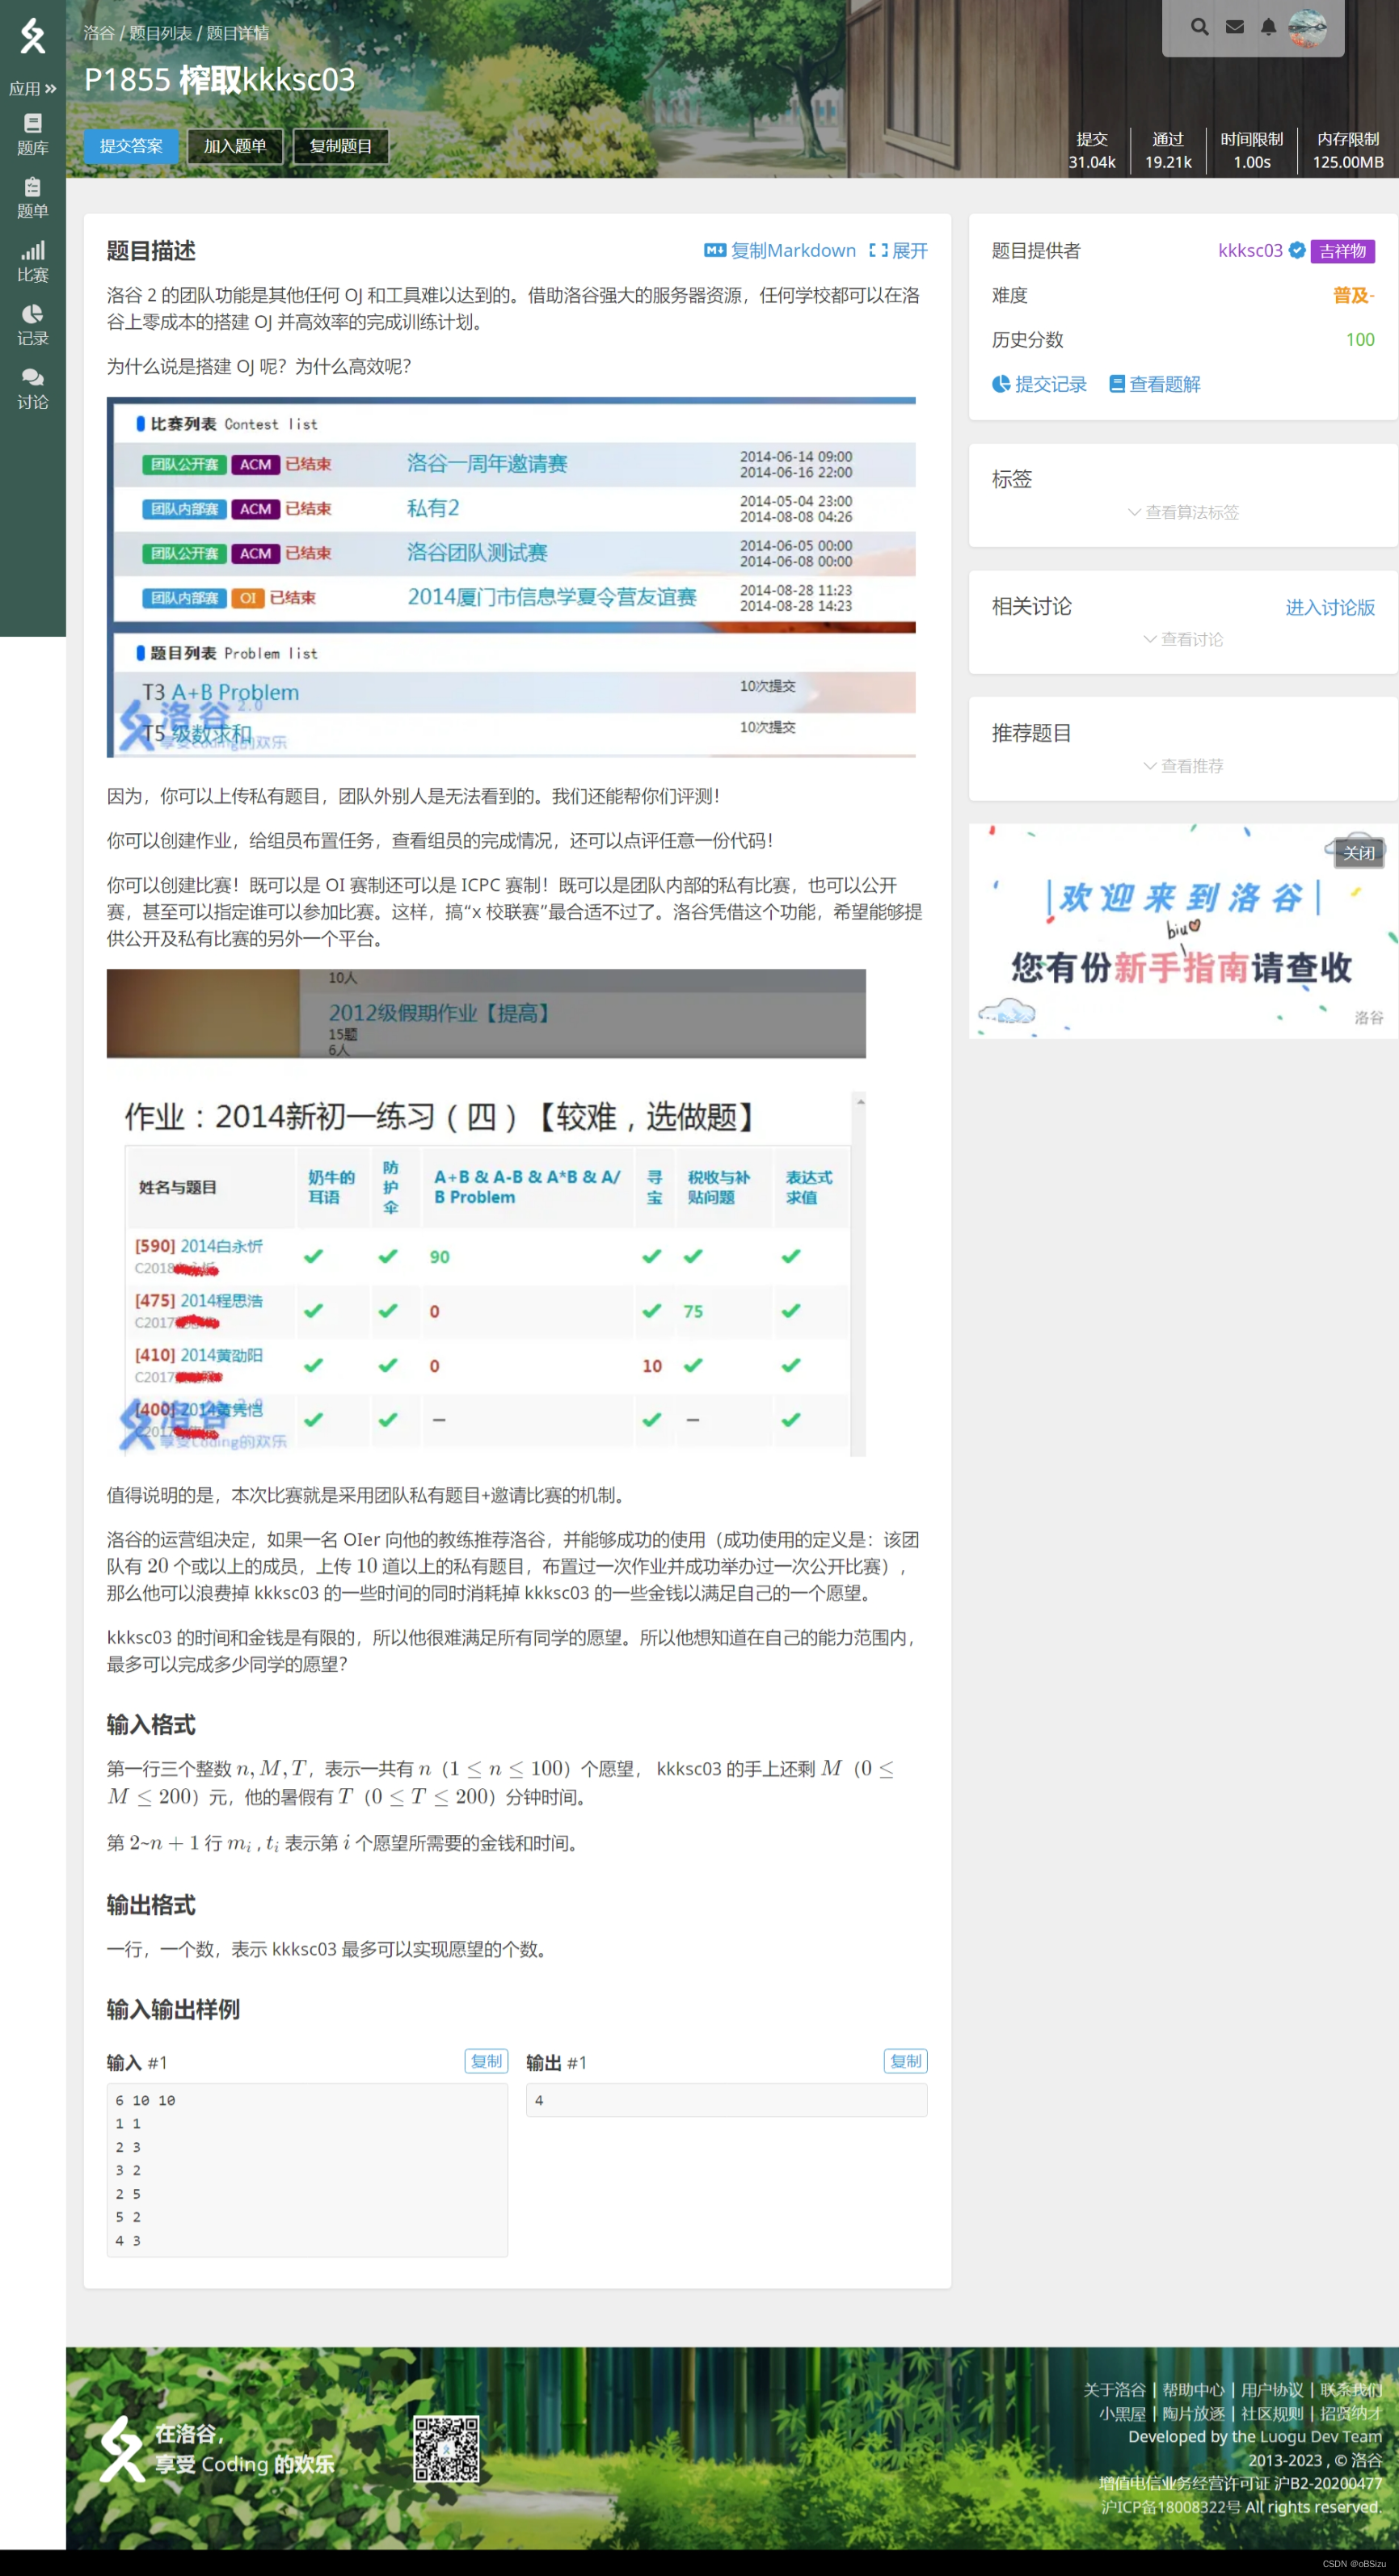 洛谷 / 题目列表 / 题目详情
P1855 榨取kkksc03
应用
题库
题单
比赛
记录
讨论
提交答案
加入题单
复制题目
提交
31.04k
通过
19.21k
时间限制
1.00s
内存限制
125.00MB
题目描述
复制Markdown
展开
洛谷 2 的团队功能是其他任何 OJ 和工具难以达到的。借助洛谷强大的服务器资源，任何学校都可以在洛
谷上零成本的搭建 OJ 并高效率的完成训练计划。
为什么说是搭建 OJ 呢？为什么高效呢？
比赛列表 Contest list
团队公开赛 ACM 已结束 洛谷一周年邀请赛 2014-06-14 09:00
2014-06-16 22:00
团队内部赛 ACM 已结束 私有2 2014-05-04 23:00
2014-08-08 04:26
团队公开赛 ACM 已结束 洛谷团队测试赛 2014-06-05 00:00
2014-06-08 00:00
团队内部赛 OI 已结束 2014厦门市信息学夏令营友谊赛 2014-08-28 11:23
2014-08-28 14:23
题目列表 Problem list
T3 A+B Problem 10次提交
T5 级数求和 10次提交
洛谷 2.0
享受Coding的欢乐
因为，你可以上传私有题目，团队外别人是无法看到的。我们还能帮你们评测！
你可以创建作业，给组员布置任务，查看组员的完成情况，还可以点评任意一份代码！
你可以创建比赛！既可以是 OI 赛制还可以是 ICPC 赛制！既可以是团队内部的私有比赛，也可以公开
赛，甚至可以指定谁可以参加比赛。这样，搞“x 校联赛”最合适不过了。洛谷凭借这个功能，希望能够提
供公开及私有比赛的另外一个平台。
10人
2012级假期作业【提高】
15题
6人
作业：2014新初一练习（四）【较难，选做题】
姓名与题目 奶牛的耳语 防护伞 A+B & A-B & A*B & A/B Problem 寻宝 税收与补贴问题 表达式求值
[590] 2014白永忻 ✔ ✔ 90 ✔ ✔ ✔
C2018
[475] 2014程思浩 ✔ ✔ 0 ✔ 75 ✔
C2017
[410] 2014黄劭阳 ✔ ✔ 0 10 ✔ ✔
C2017
[400] 2014黄隽恺 ✔ ✔ — ✔ — ✔
C2017
洛谷 2.0
享受Coding的欢乐
值得说明的是，本次比赛就是采用团队私有题目+邀请比赛的机制。
洛谷的运营组决定，如果一名 OIer 向他的教练推荐洛谷，并能够成功的使用（成功使用的定义是：该团
队有 20 个或以上的成员，上传 10 道以上的私有题目，布置过一次作业并成功举办过一次公开比赛），
那么他可以浪费掉 kkksc03 的一些时间的同时消耗掉 kkksc03 的一些金钱以满足自己的一个愿望。
kkksc03 的时间和金钱是有限的，所以他很难满足所有同学的愿望。所以他想知道在自己的能力范围内，
最多可以完成多少同学的愿望？
输入格式
第一行三个整数 n, M, T，表示一共有 n（1 ≤ n ≤ 100）个愿望， kkksc03 的手上还剩 M（0 ≤
M ≤ 200）元，他的暑假有 T（0 ≤ T ≤ 200）分钟时间。
第 2~n + 1 行 mᵢ , tᵢ 表示第 i 个愿望所需要的金钱和时间。
输出格式
一行，一个数，表示 kkksc03 最多可以实现愿望的个数。
输入输出样例
输入 #1
复制
6 10 10
1 1
2 3
3 2
2 5
5 2
4 3
输出 #1
复制
4
题目提供者
kkksc03 吉祥物
难度
普及-
历史分数
100
提交记录
查看题解
标签
查看算法标签
相关讨论
进入讨论版
查看讨论
推荐题目
查看推荐
关闭
欢迎来到洛谷
biu
您有份新手指南请查收
洛谷
在洛谷，
享受 Coding 的欢乐
关于洛谷 | 帮助中心 | 用户协议 | 联系我们
小黑屋 | 陶片放逐 | 社区规则 | 招贤纳才
Developed by the Luogu Dev Team
2013-2023 , © 洛谷
增值电信业务经营许可证 沪B2-20200477
沪ICP备18008322号 All rights reserved.
CSDN @oBSizu